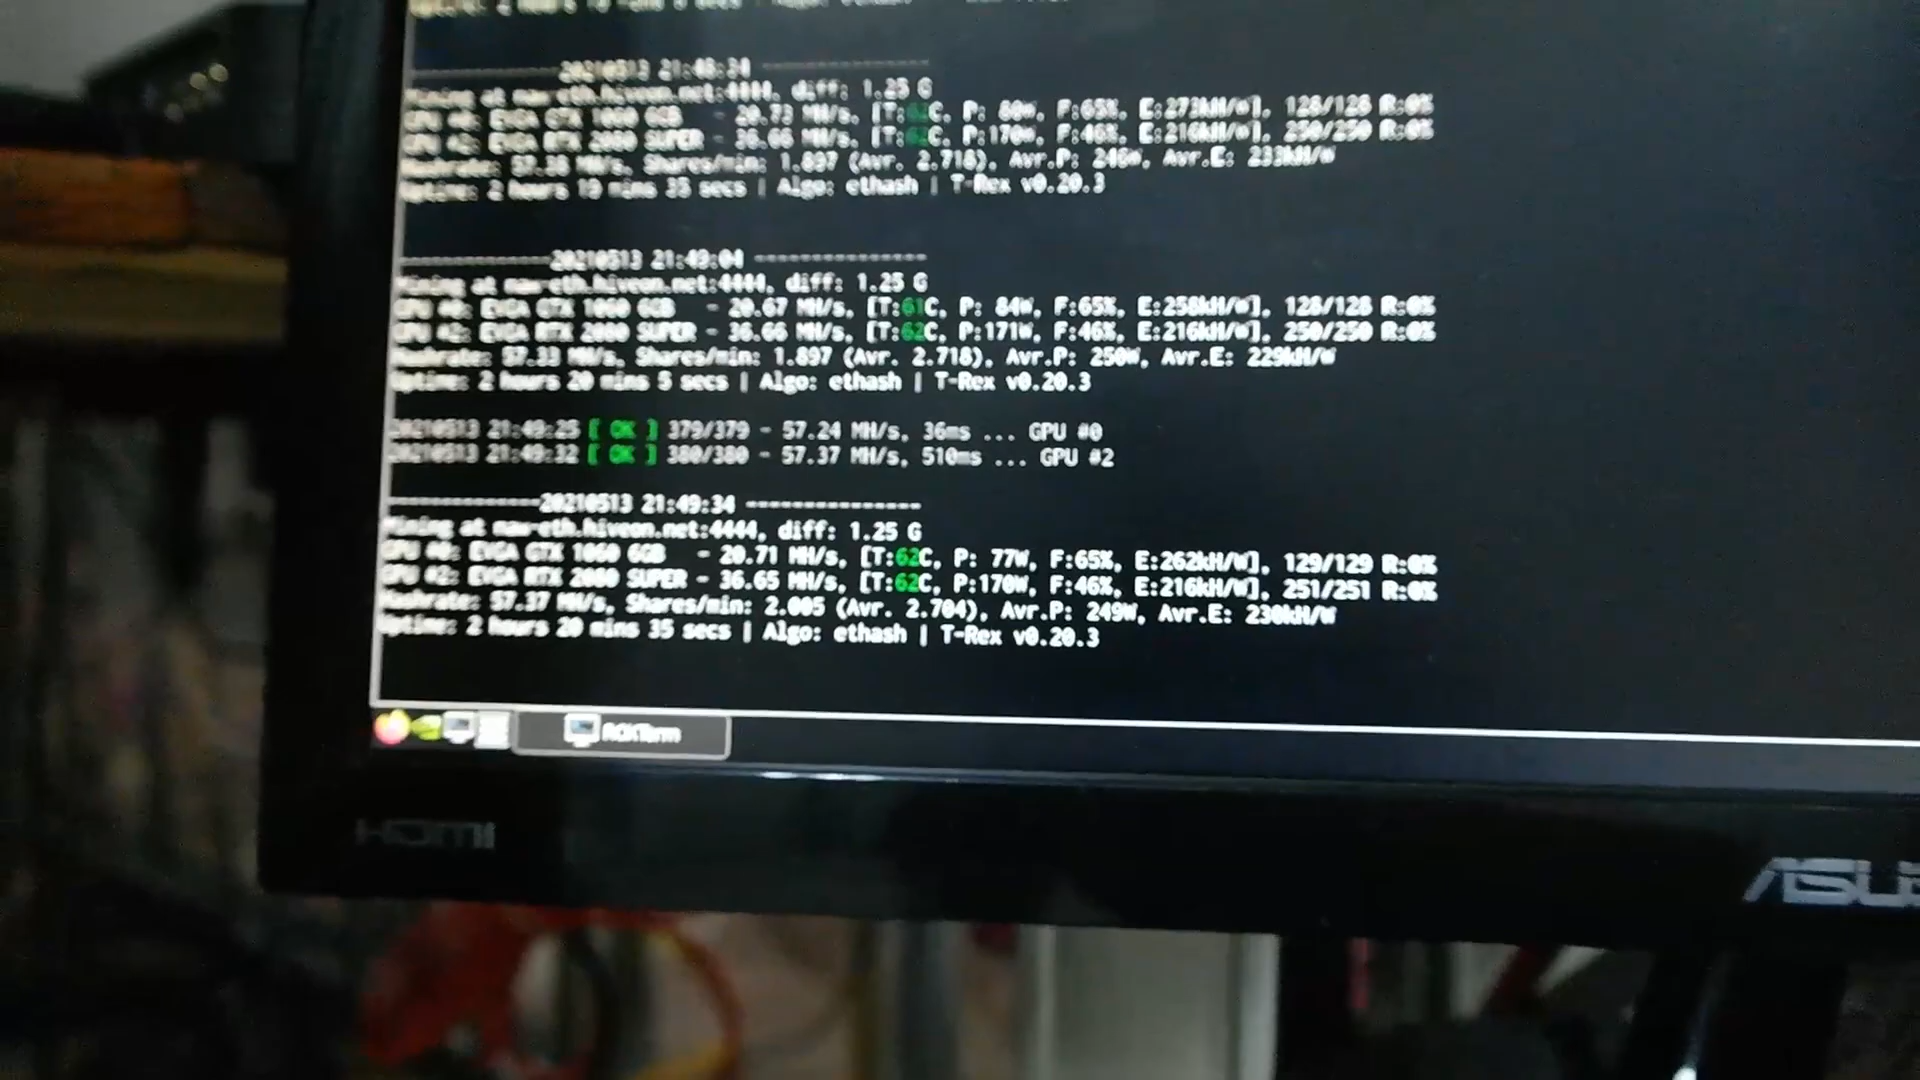 ---------------20210513 21:48:34 ---------------
Mining at naw-eth.hiveon.net:4444, diff: 1.25 G
GPU #0: EVGA GTX 1060 6GB - 20.73 MH/s, [T: C, P: 80W, F:65%, E:273kH/W], 128/128 R:0%
GPU #2: EVGA RTX 2080 SUPER - 36.66 MH/s, [T: C, P:170W, F:46%, E:216kH/W], 250/250 R:0%
Hashrate: 57.38 MH/s, Shares/min: 1.897 (Avr. 2.718), Avr.P: 246W, Avr.E: 233kH/W
Uptime: 2 hours 19 mins 35 secs | Algo: ethash | T-Rex v0.20.3
---------------20210513 21:49:04 ---------------
Mining at naw-eth.hiveon.net:4444, diff: 1.25 G
GPU #0: EVGA GTX 1060 6GB - 20.67 MH/s, [T:61C, P: 84W, F:65%, E:258kH/W], 128/128 R:0%
GPU #2: EVGA RTX 2080 SUPER - 36.66 MH/s, [T:62C, P:171W, F:46%, E:216kH/W], 250/250 R:0%
Hashrate: 57.33 MH/s, Shares/min: 1.897 (Avr. 2.718), Avr.P: 250W, Avr.E: 229kH/W
Uptime: 2 hours 20 mins 5 secs | Algo: ethash | T-Rex v0.20.3
20210513 21:49:25 [ OK ] 379/379 - 57.24 MH/s, 36ms ... GPU #0
20210513 21:49:32 [ OK ] 380/380 - 57.37 MH/s, 510ms ... GPU #2
---------------20210513 21:49:34 ---------------
Mining at naw-eth.hiveon.net:4444, diff: 1.25 G
GPU #0: EVGA GTX 1060 6GB - 20.71 MH/s, [T:62C, P: 77W, F:65%, E:262kH/W], 129/129 R:0%
GPU #2: EVGA RTX 2080 SUPER - 36.65 MH/s, [T:62C, P:170W, F:46%, E:216kH/W], 251/251 R:0%
Hashrate: 57.37 MH/s, Shares/min: 2.005 (Avr. 2.704), Avr.P: 249W, Avr.E: 230kH/W
Uptime: 2 hours 20 mins 35 secs | Algo: ethash | T-Rex v0.20.3
ROXTerm
HDMI
ASUS